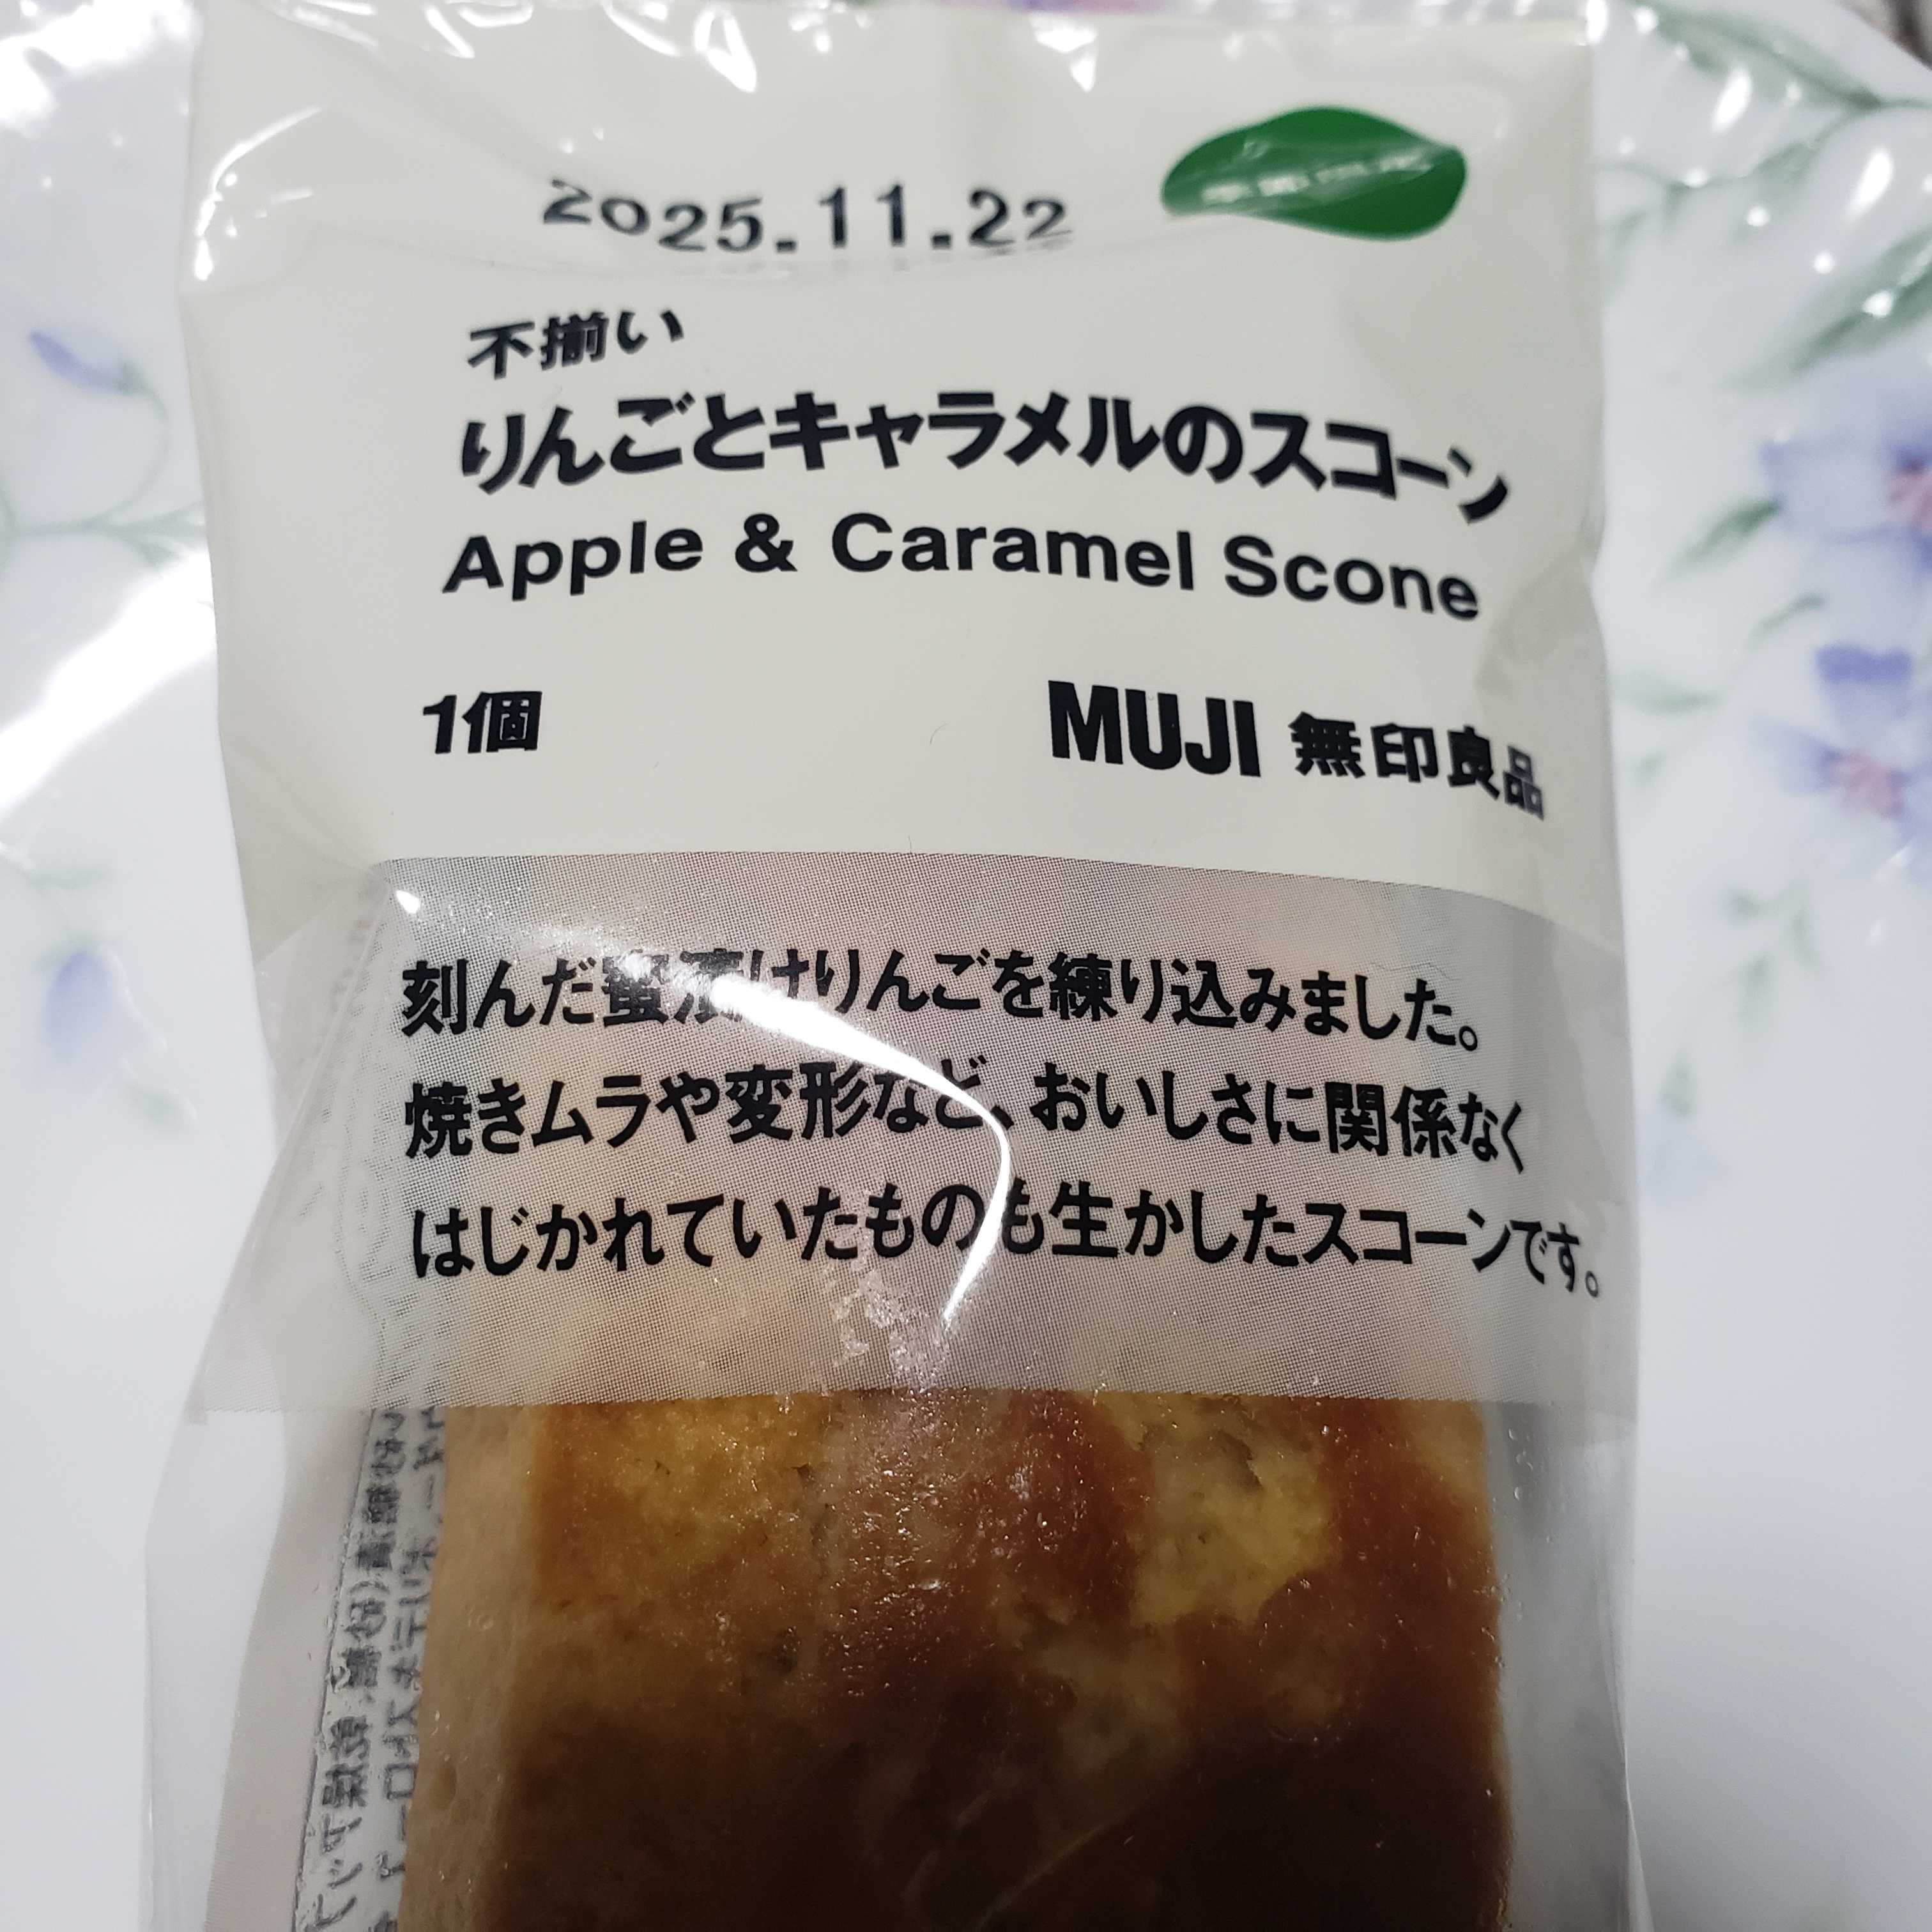 2025.11.22
不揃い
りんごとキャラメルのスコーン
Apple & Caramel Scone
1個
MUJI 無印良品
刻んだ蜜漬けりんごを練り込みました。
焼きムラや変形など、おいしさに関係なく
はじかれていたものも生かしたスコーンです。